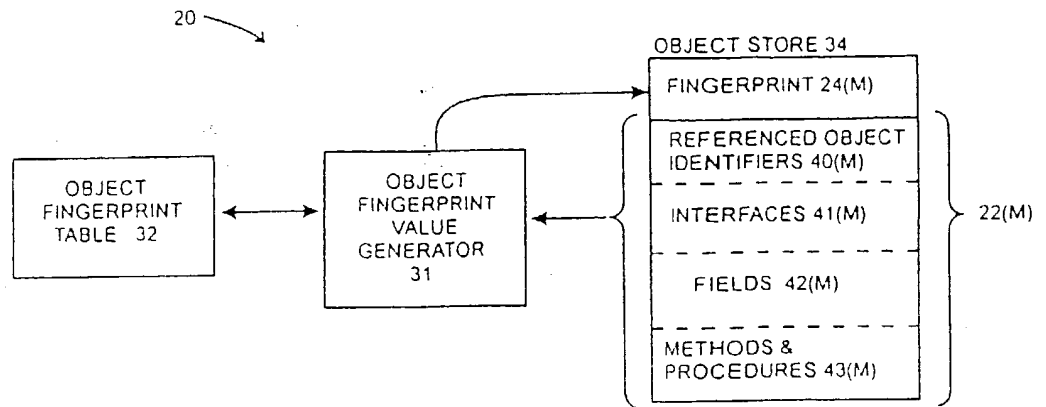 20
OBJECT STORE 34
FINGERPRINT 24(M)
REFERENCED OBJECT
IDENTIFIERS 40(M)
INTERFACES 41(M)
FIELDS 42(M)
METHODS &
PROCEDURES 43(M)
22(M)
OBJECT
FINGERPRINT
VALUE
GENERATOR
31
OBJECT
FINGERPRINT
TABLE 32